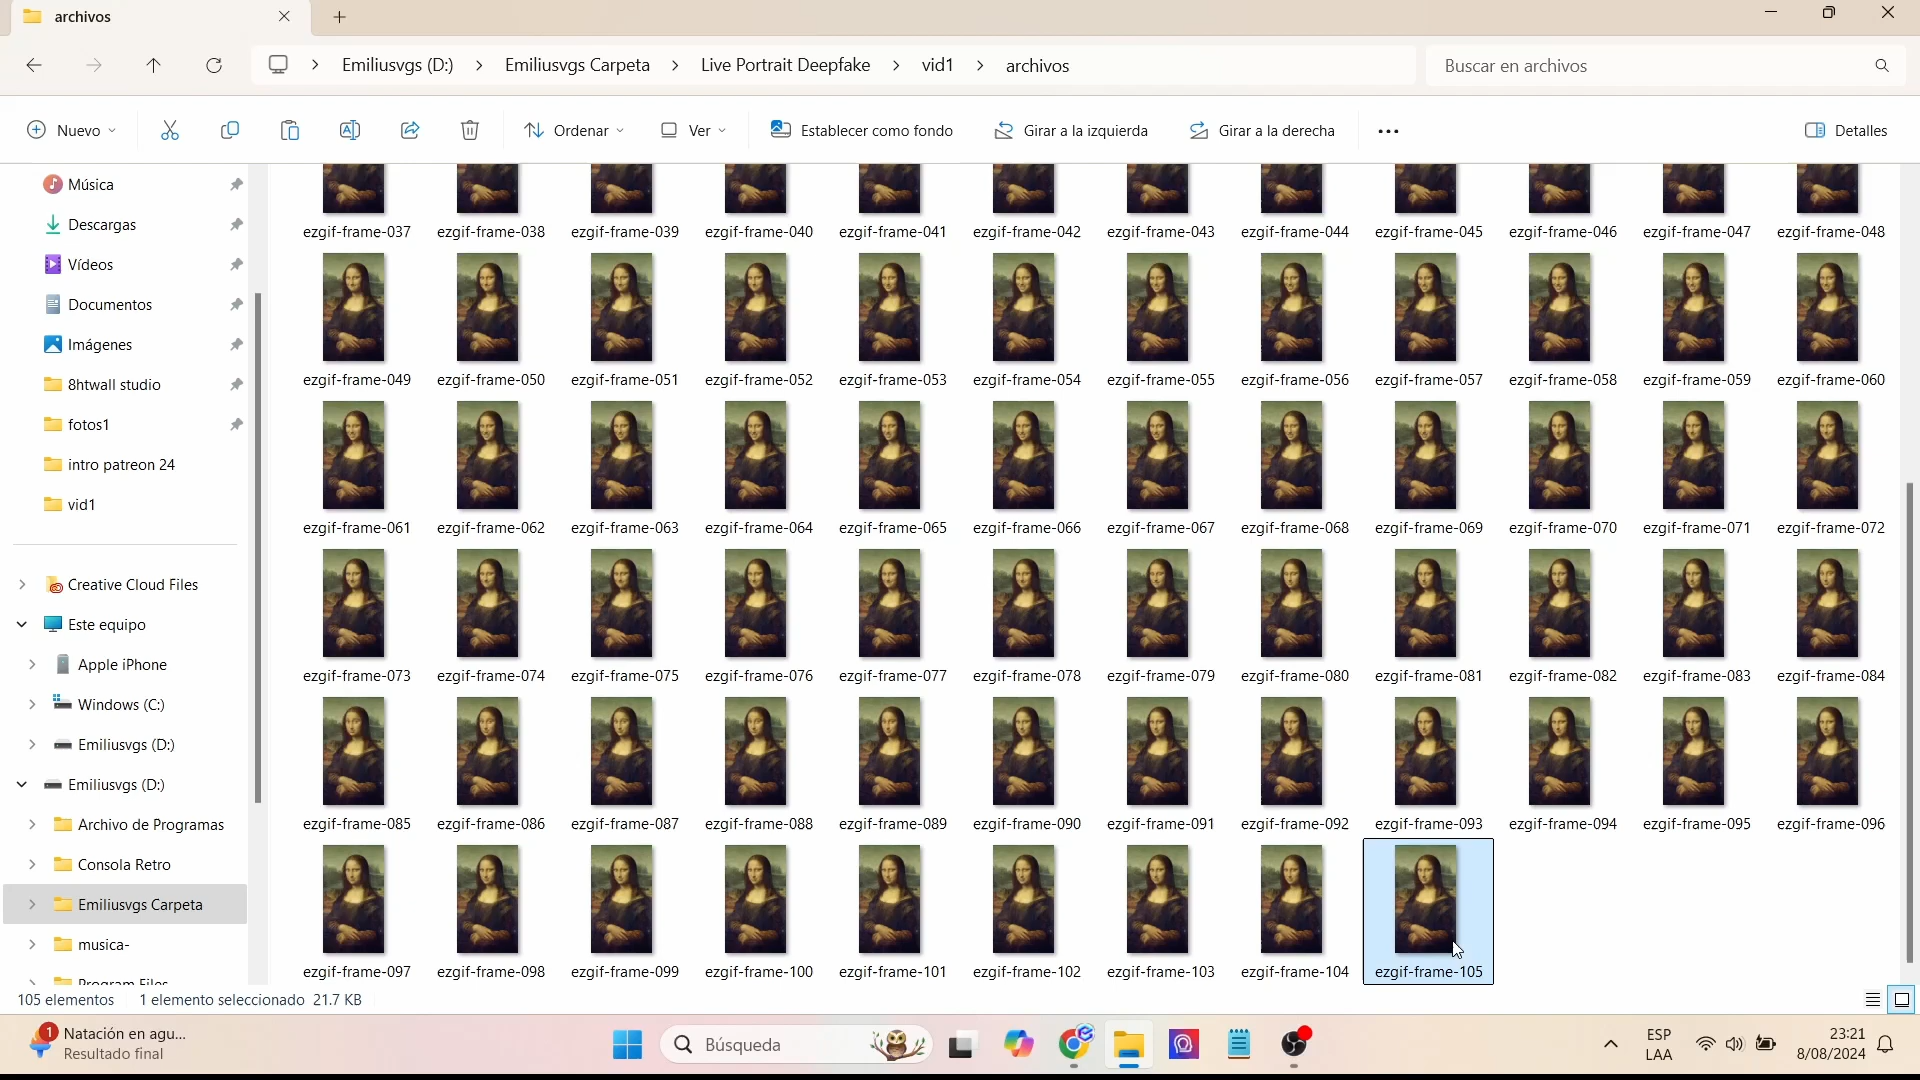 archivos
Emiliusvgs (D:) > Emiliusvgs Carpeta > Live Portrait Deepfake > vid1 > archivos
Buscar en archivos
Nuevo
Ordenar
Ver
Establecer como fondo
Girar a la izquierda
Girar a la derecha
Detalles
Música
Descargas
Vídeos
Documentos
Imágenes
8htwall studio
fotos1
intro patreon 24
vid1
Creative Cloud Files
Este equipo
Apple iPhone
Windows (C:)
Emiliusvgs (D:)
Emiliusvgs (D:)
Archivo de Programas
Consola Retro
Emiliusvgs Carpeta
musica-
Program Files
ezgif-frame-037 ezgif-frame-038 ezgif-frame-039 ezgif-frame-040 ezgif-frame-041 ezgif-frame-042 ezgif-frame-043 ezgif-frame-044 ezgif-frame-045 ezgif-frame-046 ezgif-frame-047 ezgif-frame-048
ezgif-frame-049 ezgif-frame-050 ezgif-frame-051 ezgif-frame-052 ezgif-frame-053 ezgif-frame-054 ezgif-frame-055 ezgif-frame-056 ezgif-frame-057 ezgif-frame-058 ezgif-frame-059 ezgif-frame-060
ezgif-frame-061 ezgif-frame-062 ezgif-frame-063 ezgif-frame-064 ezgif-frame-065 ezgif-frame-066 ezgif-frame-067 ezgif-frame-068 ezgif-frame-069 ezgif-frame-070 ezgif-frame-071 ezgif-frame-072
ezgif-frame-073 ezgif-frame-074 ezgif-frame-075 ezgif-frame-076 ezgif-frame-077 ezgif-frame-078 ezgif-frame-079 ezgif-frame-080 ezgif-frame-081 ezgif-frame-082 ezgif-frame-083 ezgif-frame-084
ezgif-frame-085 ezgif-frame-086 ezgif-frame-087 ezgif-frame-088 ezgif-frame-089 ezgif-frame-090 ezgif-frame-091 ezgif-frame-092 ezgif-frame-093 ezgif-frame-094 ezgif-frame-095 ezgif-frame-096
ezgif-frame-097 ezgif-frame-098 ezgif-frame-099 ezgif-frame-100 ezgif-frame-101 ezgif-frame-102 ezgif-frame-103 ezgif-frame-104 ezgif-frame-105
105 elementos 1 elemento seleccionado 21.7 KB
1
Natación en agu...
Resultado final
Búsqueda
ESP
LAA
23:21
8/08/2024